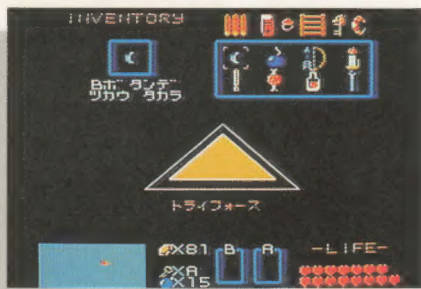 INVENTORY
Bボタンデ
ツカウ タカラ
トライフォース
X81 B A -LIFE-
XA
X15